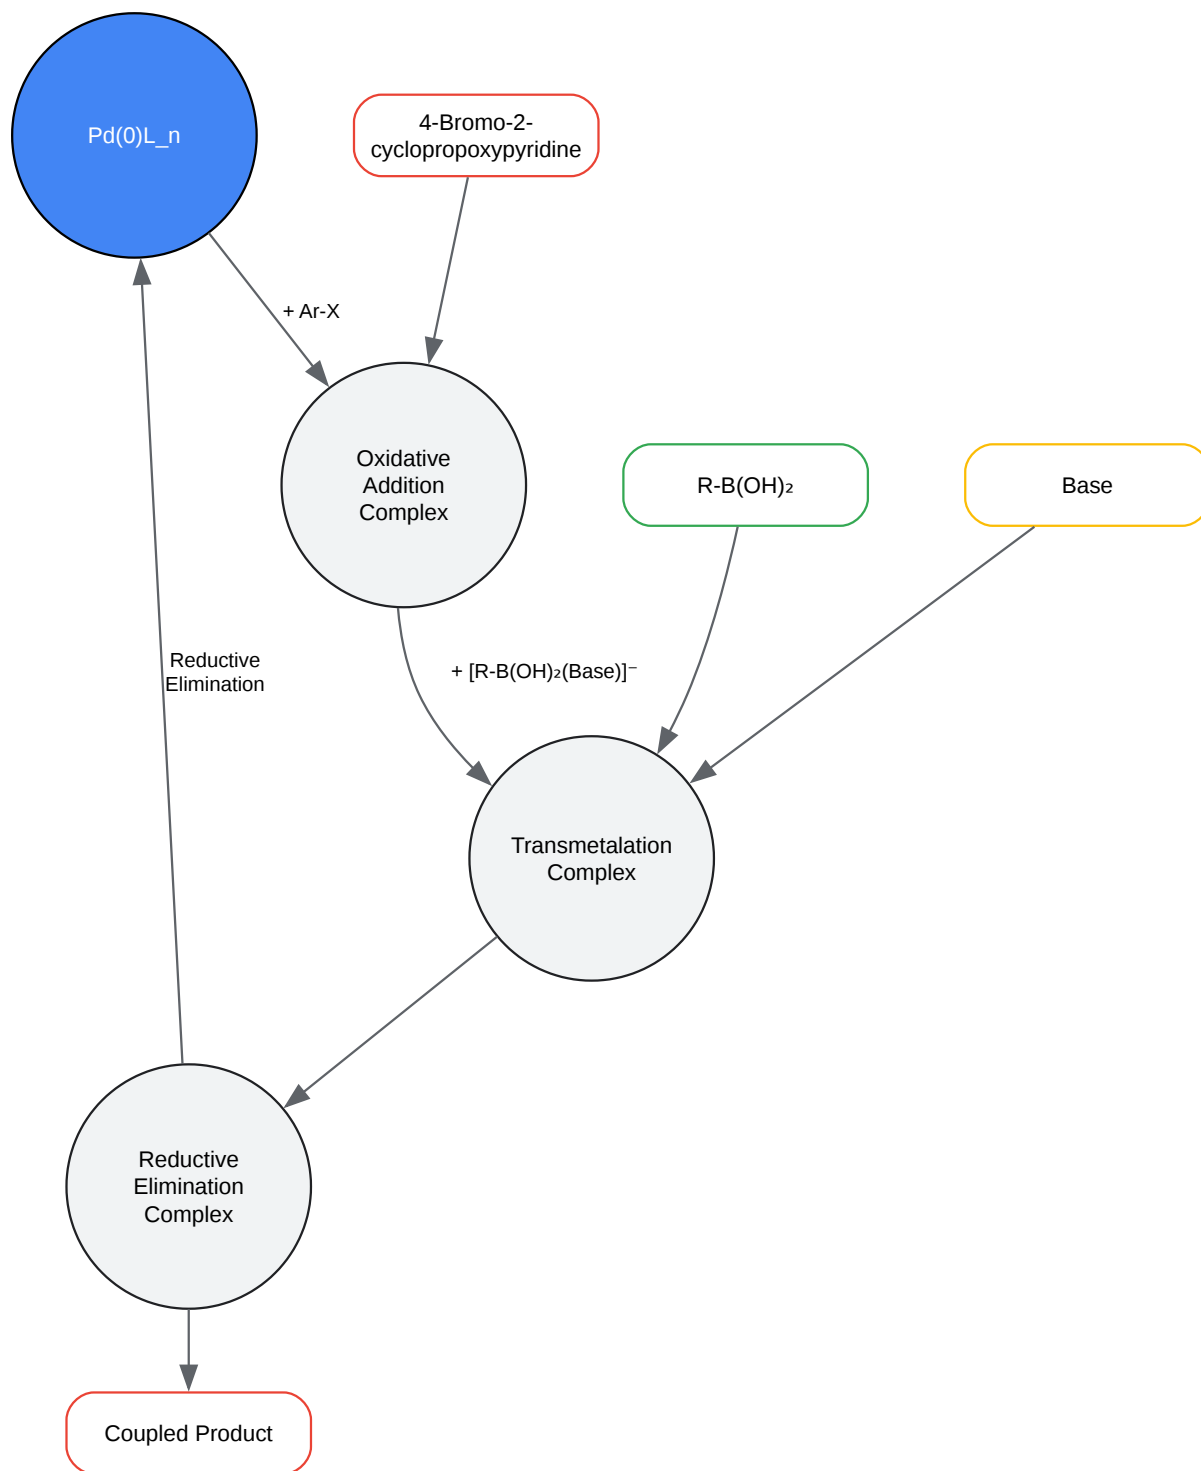 Pd(0)L_n
4-Bromo-2-
cyclopropoxypyridine
+ Ar-X
Oxidative
Addition
Complex
R-B(OH)₂
Base
Reductive
Elimination
+ [R-B(OH)₂(Base)]⁻
Transmetalation
Complex
Reductive
Elimination
Complex
Coupled Product